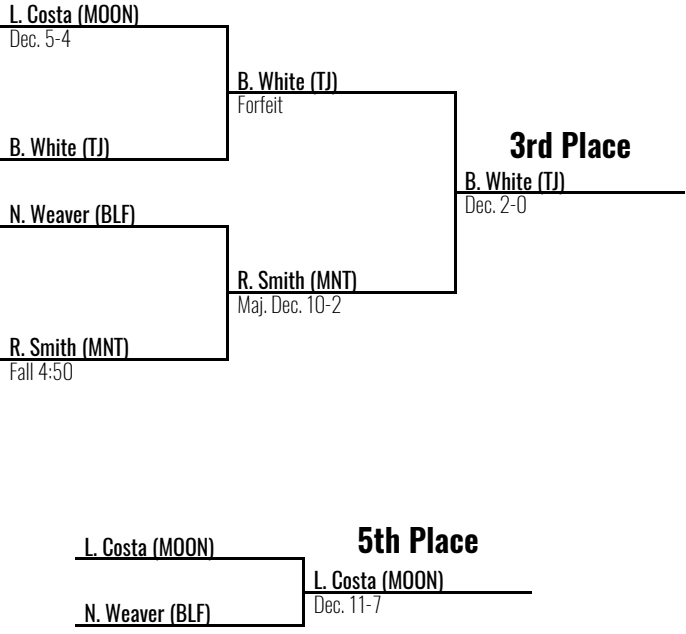 L. Costa (MOON)
Dec. 5-4
B. White (TJ)
Forfeit
B. White (TJ)
3rd Place
B. White (TJ)
Dec. 2-0
N. Weaver (BLF)
R. Smith (MNT)
Maj. Dec. 10-2
R. Smith (MNT)
Fall 4:50
5th Place
L. Costa (MOON)
L. Costa (MOON)
Dec. 11-7
N. Weaver (BLF)